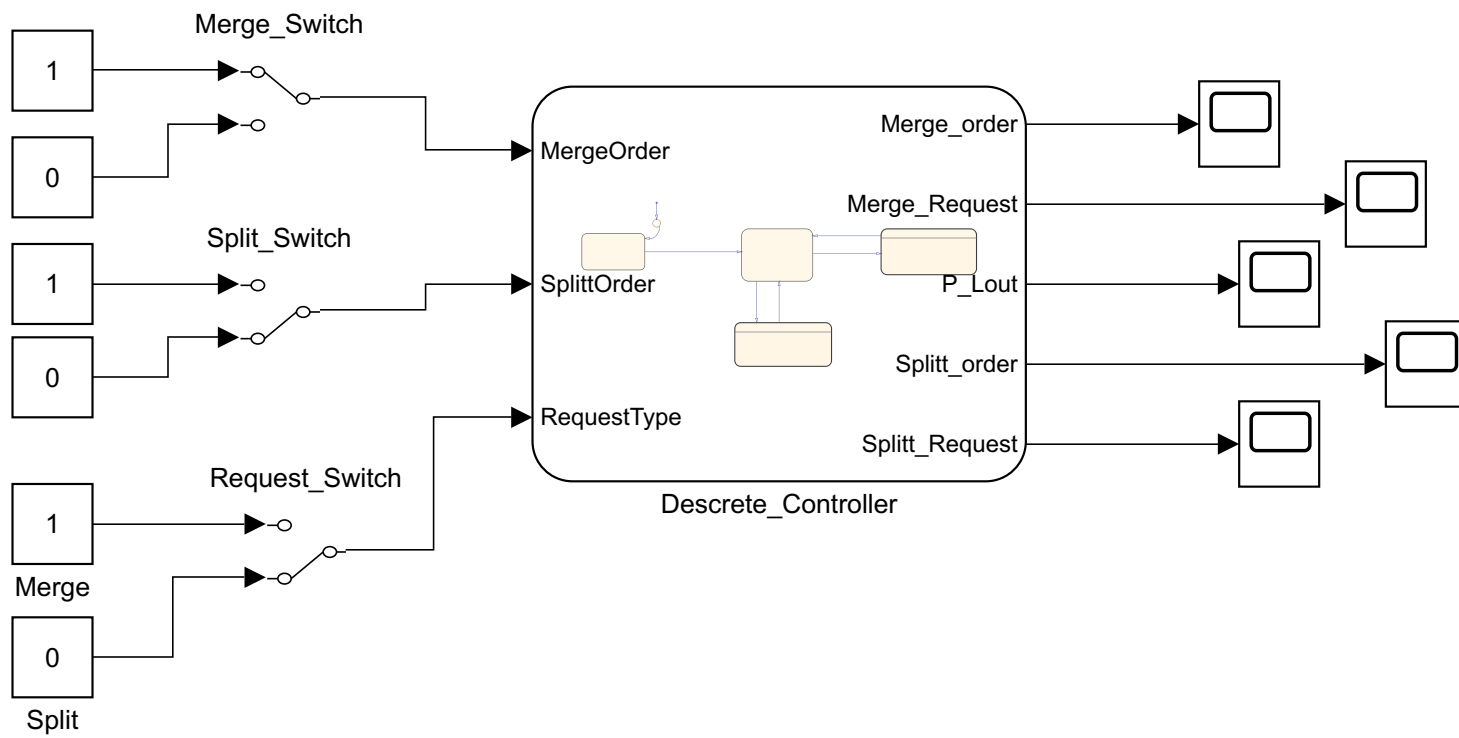 Merge_Switch
1
0
MergeOrder
Merge_order
Merge_Request
Split_Switch
1
0
SplittOrder
P_Lout
Splitt_order
RequestType
Splitt_Request
Request_Switch
Descrete_Controller
1
Merge
0
Split